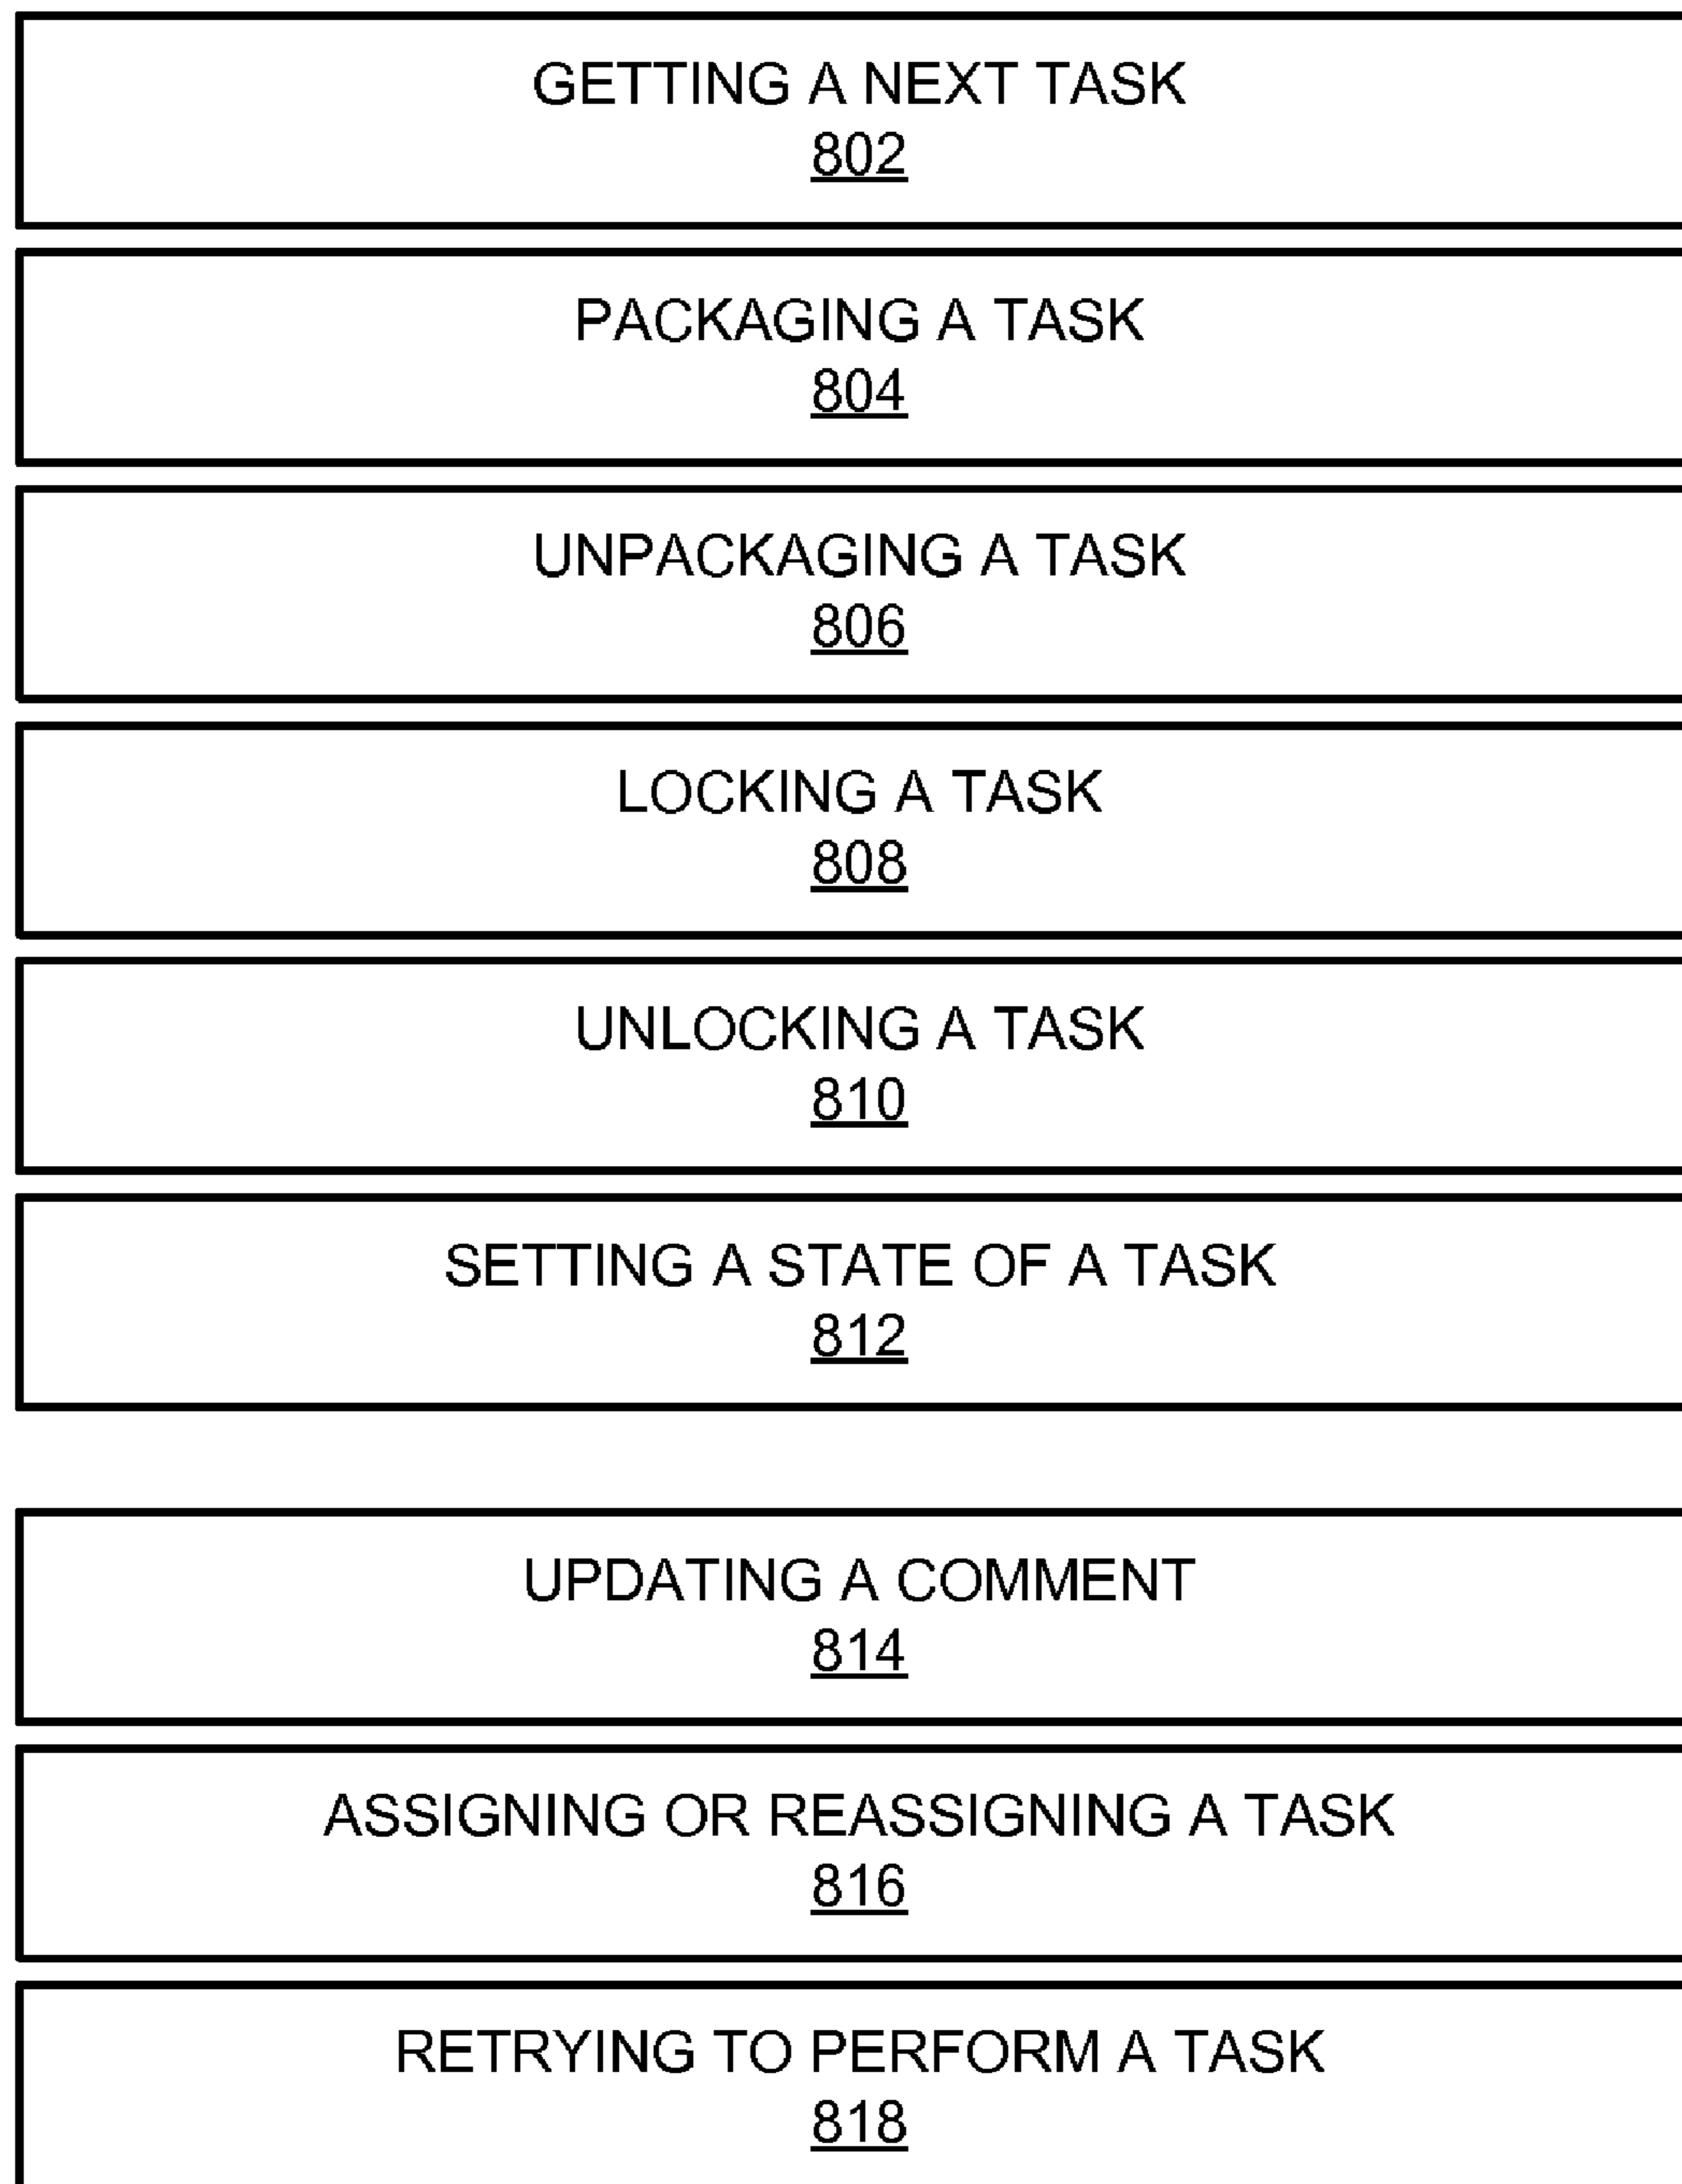 GETTING A NEXT TASK
802
PACKAGING A TASK
804
UNPACKAGING A TASK
806
LOCKING A TASK
808
UNLOCKING A TASK
810
SETTING A STATE OF A TASK
812
UPDATING A COMMENT
814
ASSIGNING OR REASSIGNING A TASK
816
RETRYING TO PERFORM A TASK
818